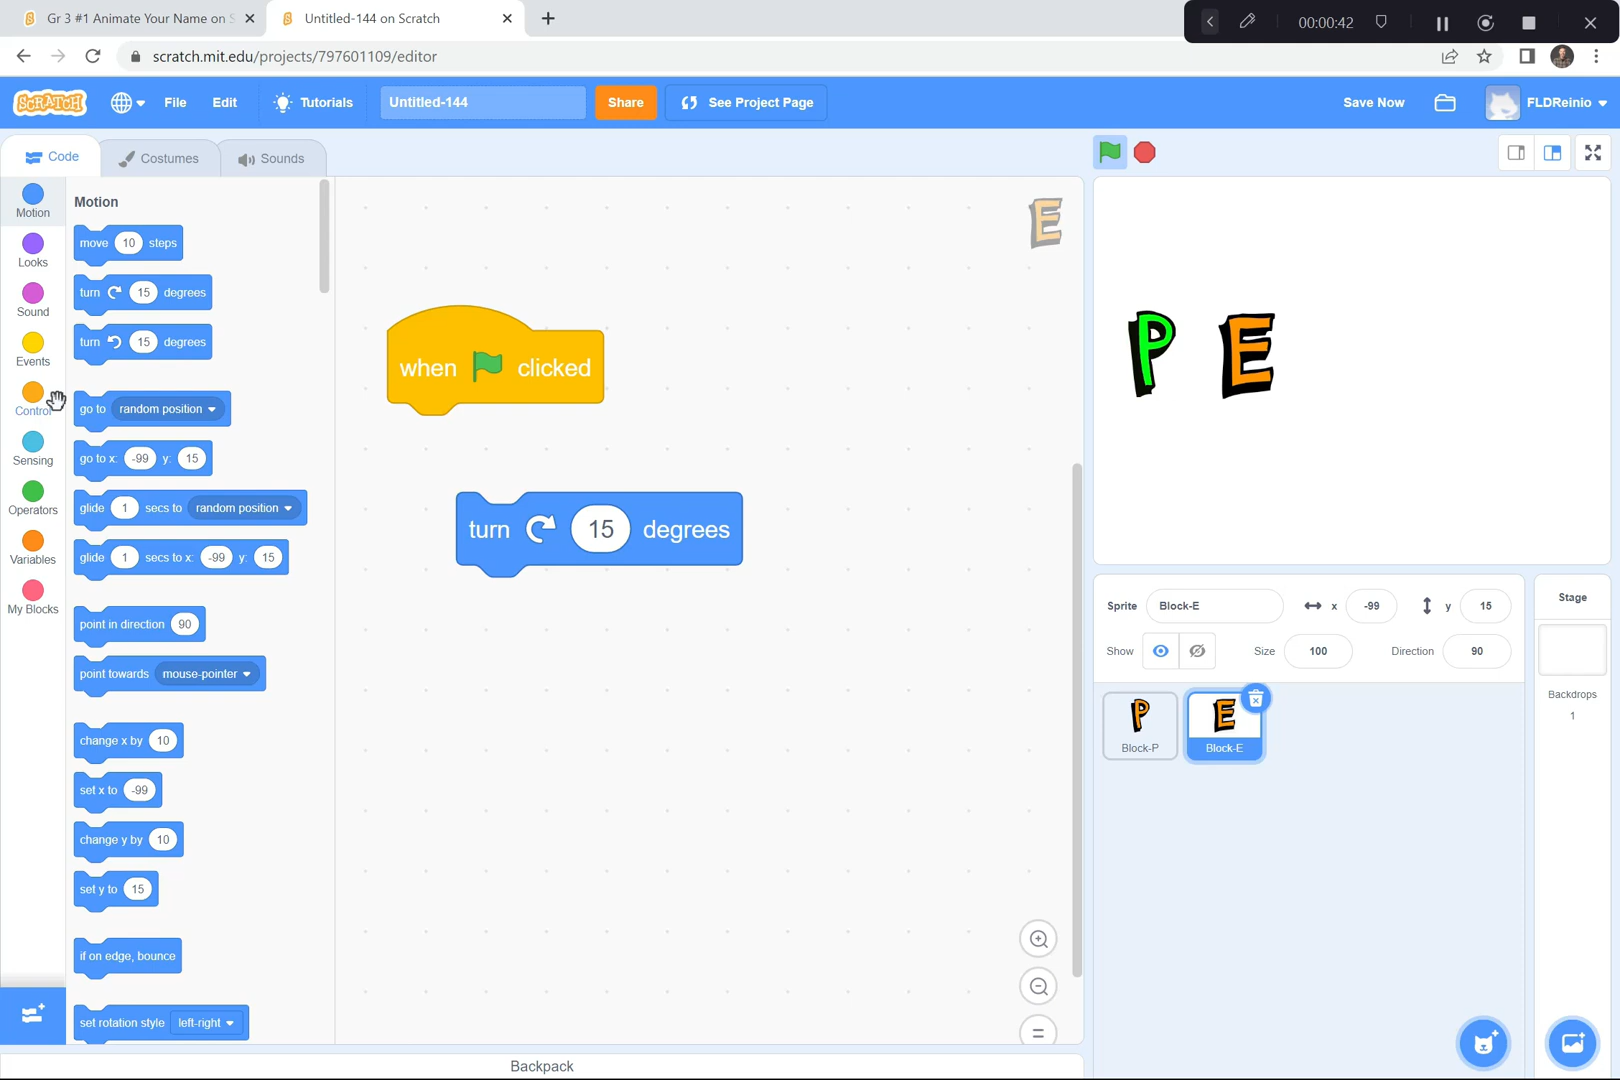 Gr 3 #1 Animate Your Name on S
Untitled-144 on Scratch
00:00:42
scratch.mit.edu/projects/797601109/editor
SCRATCH
File
Edit
Tutorials
Untitled-144
Share
See Project Page
Save Now
FLDReinio
Code
Costumes
Sounds
Motion
Looks
Sound
Events
Control
Sensing
Operators
Variables
My Blocks
Motion
move 10 steps
turn 15 degrees
turn 15 degrees
go to random position
go to x: -99 y: 15
glide 1 secs to random position
glide 1 secs to x: -99 y: 15
point in direction 90
point towards mouse-pointer
change x by 10
set x to -99
change y by 10
set y to 15
if on edge, bounce
set rotation style left-right
when clicked
turn 15 degrees
E
P E
Sprite Block-E x -99 y 15
Show Size 100 Direction 90
P
Block-P
E
Block-E
Stage
Backdrops
1
Backpack